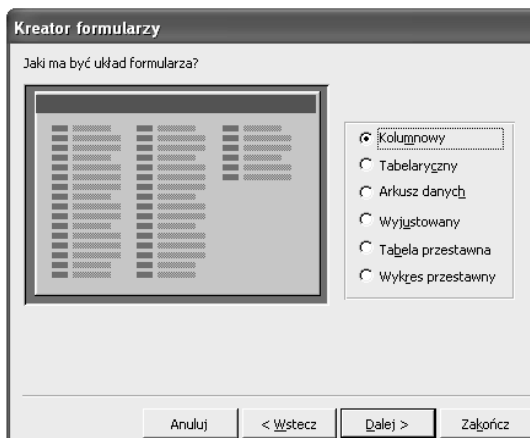 Kreator formularzy
Jaki ma być układ formularza?
Kolumnowy
Tabelaryczny
Arkusz danych
Wyjustowany
Tabela przestawna
Wykres przestawny
Anuluj
< Wstecz
Dalej >
Zakończ